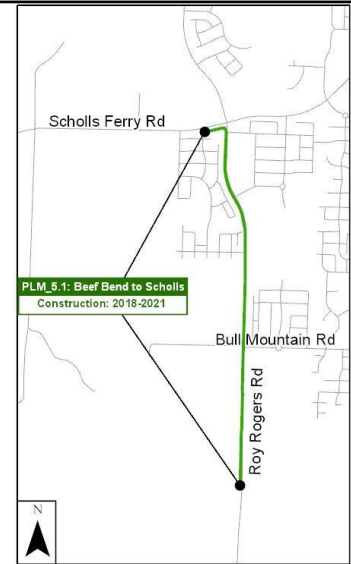 Scholls Ferry Rd
PLM_5.1: Beef Bend to Scholls
Construction: 2018-2021
Bull Mountain Rd
Roy Rogers Rd
N